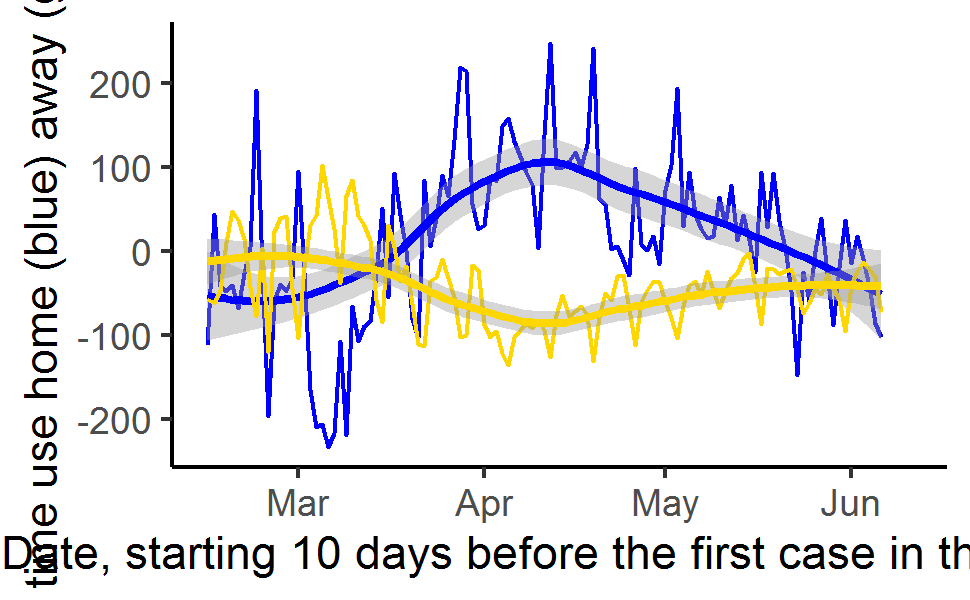 time use home (blue) away (
200
100
0
-100
-200
Mar Apr May Jun
Date, starting 10 days before the first case in th